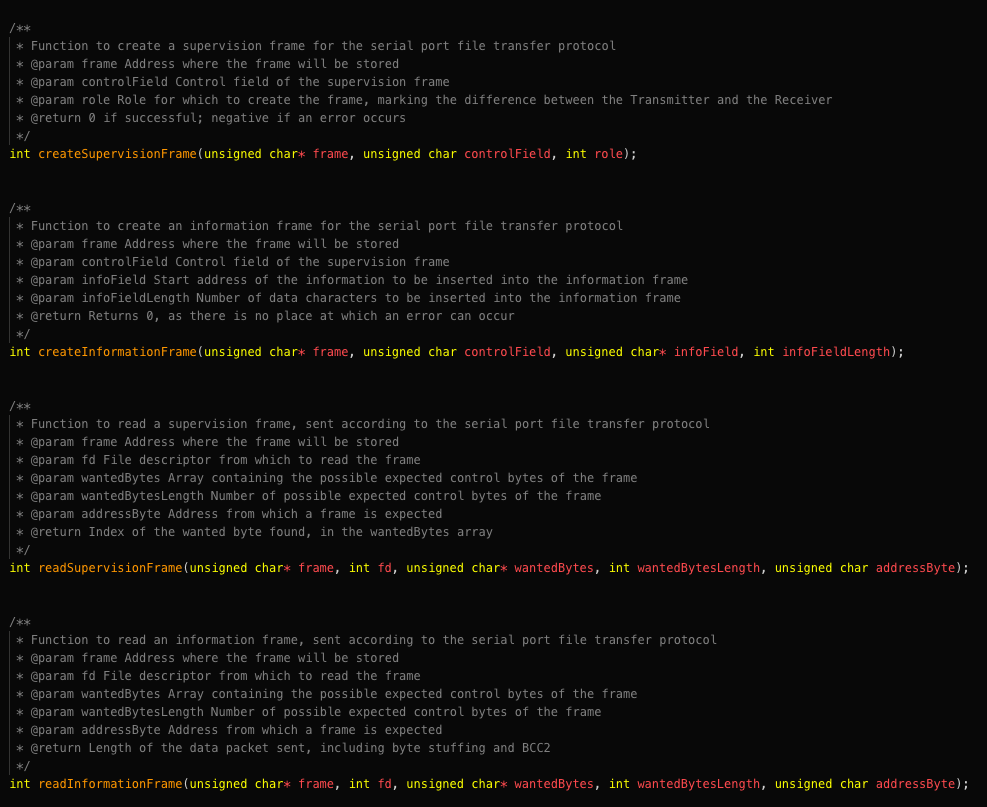 /**
 * Function to create a supervision frame for the serial port file transfer protocol
 * @param frame Address where the frame will be stored
 * @param controlField Control field of the supervision frame
 * @param role Role for which to create the frame, marking the difference between the Transmitter and the Receiver
 * @return 0 if successful; negative if an error occurs
 */
int createSupervisionFrame(unsigned char* frame, unsigned char controlField, int role);
/**
 * Function to create an information frame for the serial port file transfer protocol
 * @param frame Address where the frame will be stored
 * @param controlField Control field of the supervision frame
 * @param infoField Start address of the information to be inserted into the information frame
 * @param infoFieldLength Number of data characters to be inserted into the information frame
 * @return Returns 0, as there is no place at which an error can occur
 */
int createInformationFrame(unsigned char* frame, unsigned char controlField, unsigned char* infoField, int infoFieldLength);
/**
 * Function to read a supervision frame, sent according to the serial port file transfer protocol
 * @param frame Address where the frame will be stored
 * @param fd File descriptor from which to read the frame
 * @param wantedBytes Array containing the possible expected control bytes of the frame
 * @param wantedBytesLength Number of possible expected control bytes of the frame
 * @param addressByte Address from which a frame is expected
 * @return Index of the wanted byte found, in the wantedBytes array
 */
int readSupervisionFrame(unsigned char* frame, int fd, unsigned char* wantedBytes, int wantedBytesLength, unsigned char addressByte);
/**
 * Function to read an information frame, sent according to the serial port file transfer protocol
 * @param frame Address where the frame will be stored
 * @param fd File descriptor from which to read the frame
 * @param wantedBytes Array containing the possible expected control bytes of the frame
 * @param wantedBytesLength Number of possible expected control bytes of the frame
 * @param addressByte Address from which a frame is expected
 * @return Length of the data packet sent, including byte stuffing and BCC2
 */
int readInformationFrame(unsigned char* frame, int fd, unsigned char* wantedBytes, int wantedBytesLength, unsigned char addressByte);